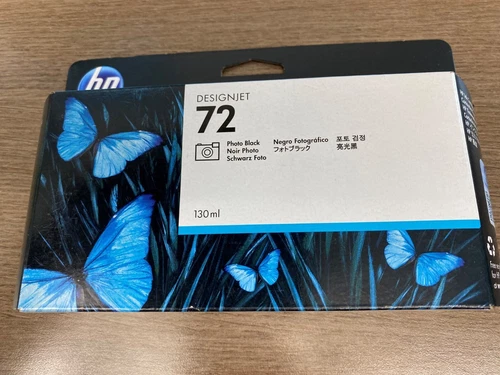 hp
DESIGNJET
72
Photo Black
Noir Photo
Schwarz Foto
Negro Fotográfico
フォトブラック
포토 검정
亮光黑
130ml